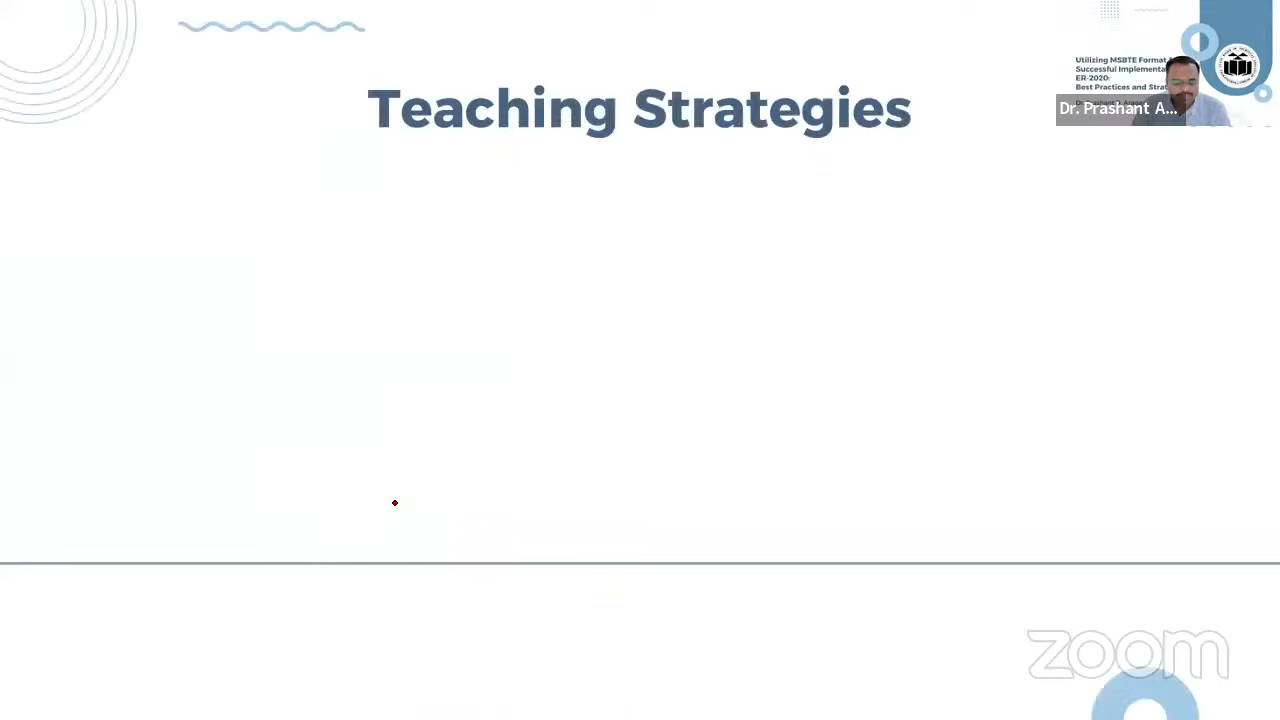 Teaching Strategies
Utilizing MSBTE Format
Successful Implementa
ER-2020:
Best Practices and Strat
Dr. Prashant A...
zoom